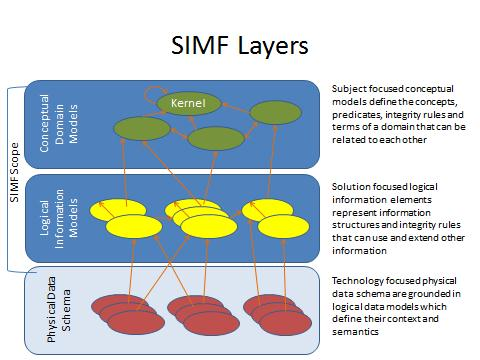 SIMF Layers
SIMF Scope
Conceptual
Domain
Models
Kernel
Subject focused conceptual
models define the concepts,
predicates, integrity rules and
terms of a domain that can be
related to each other
Logical
Information
Models
Solution focused logical
information elements
represent information
structures and integrity rules
that can use and extend other
information
Physical Data
Schema
Technology focused physical
data schema are grounded in
logical data models which
define their context and
semantics